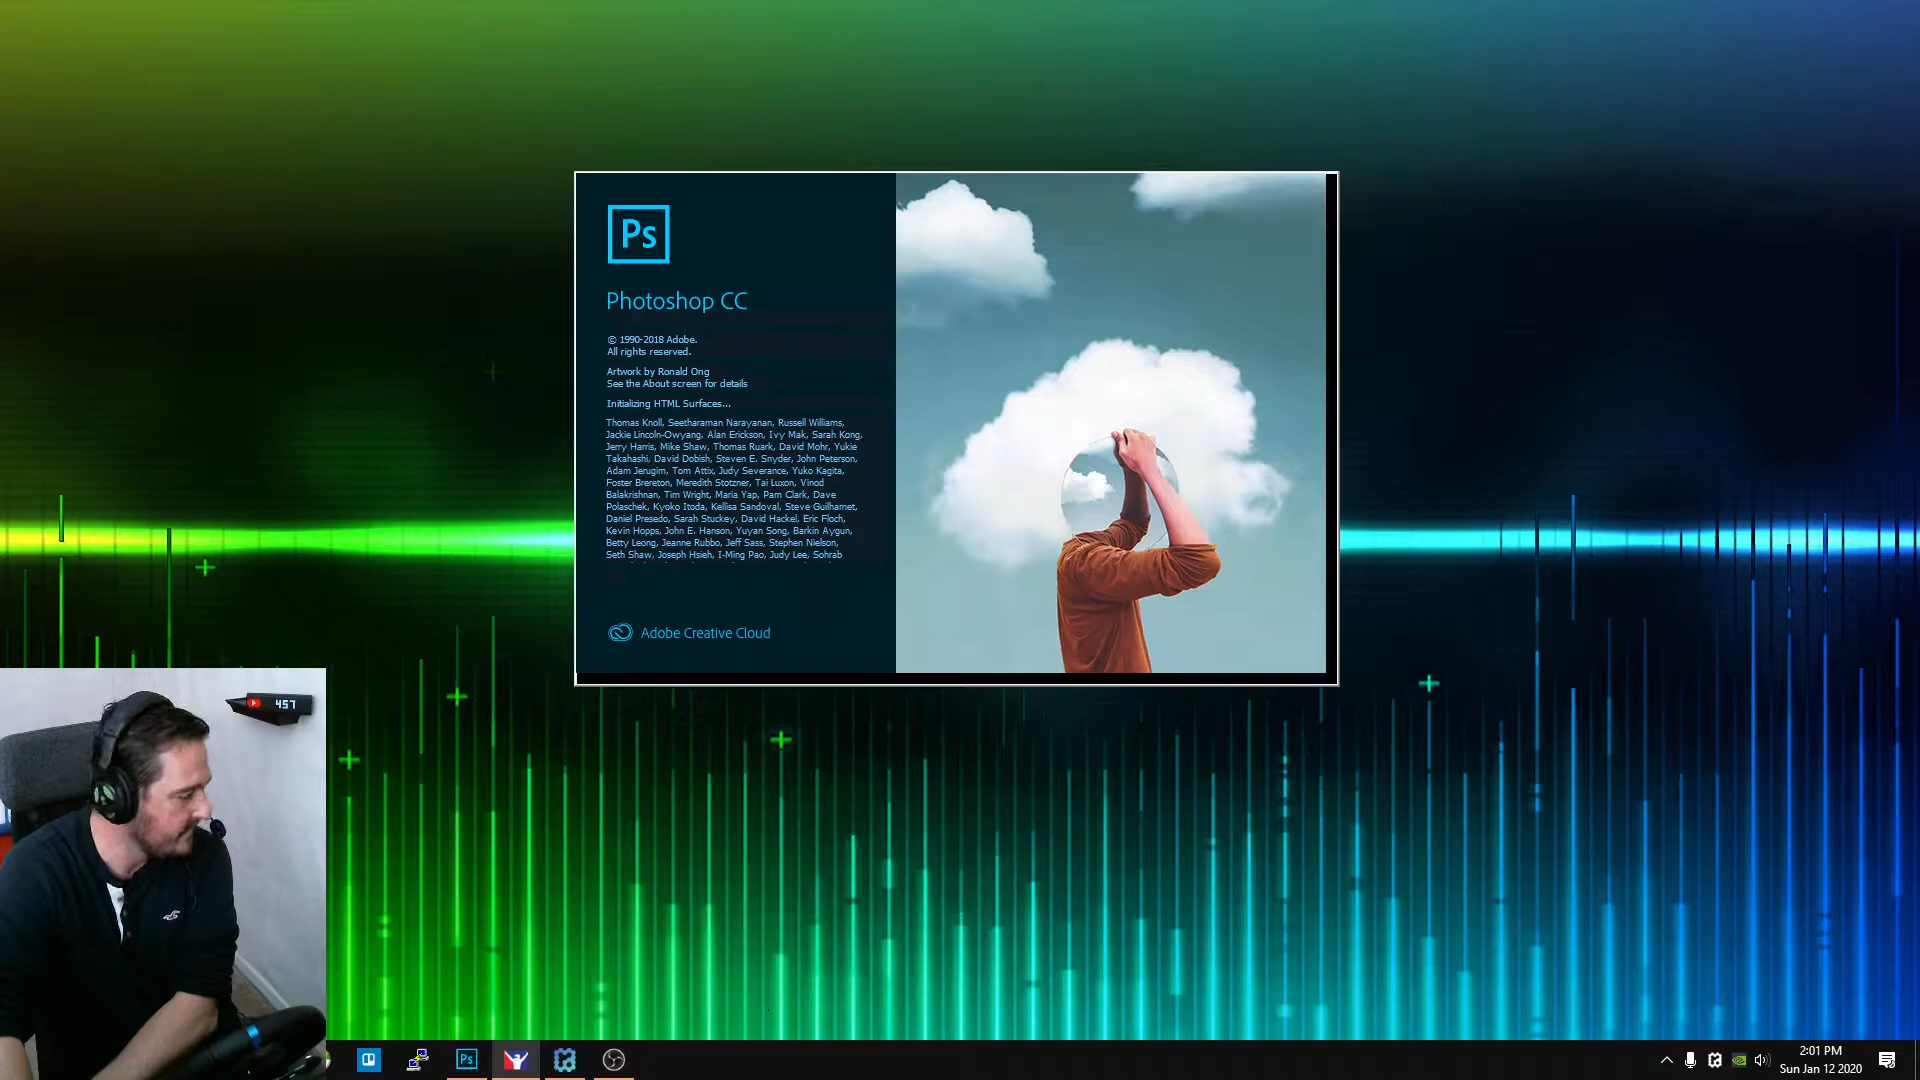 Ps
Photoshop CC
© 1990-2018 Adobe.
All rights reserved.
Artwork by Ronald Ong
See the About screen for details
Initializing HTML Surfaces...
Thomas Knoll, Seetharaman Narayanan, Russell Williams,
Jackie Lincoln-Owyang, Alan Erickson, Ivy Mak, Sarah Kong,
Jerry Harris, Mike Shaw, Thomas Ruark, David Mohr, Yukie
Takahashi, David Dobish, Steven E. Snyder, John Peterson,
Adam Jerugim, Tom Attix, Judy Severance, Yuko Kagita,
Foster Brereton, Meredith Stotzner, Tai Luxon, Vinod
Balakrishnan, Tim Wright, Maria Yap, Pam Clark, Dave
Polaschek, Kyoko Itoda, Kellisa Sandoval, Steve Guilhamet,
Daniel Presedo, Sarah Stuckey, David Hackel, Eric Floch,
Kevin Hopps, John E. Hanson, Yuyan Song, Barkin Aygun,
Betty Leong, Jeanne Rubbo, Jeff Sass, Stephen Nielson,
Seth Shaw, Joseph Hsieh, I-Ming Pao, Judy Lee, Sohrab
Adobe Creative Cloud
457
Ps
2:01 PM
Sun Jan 12 2020